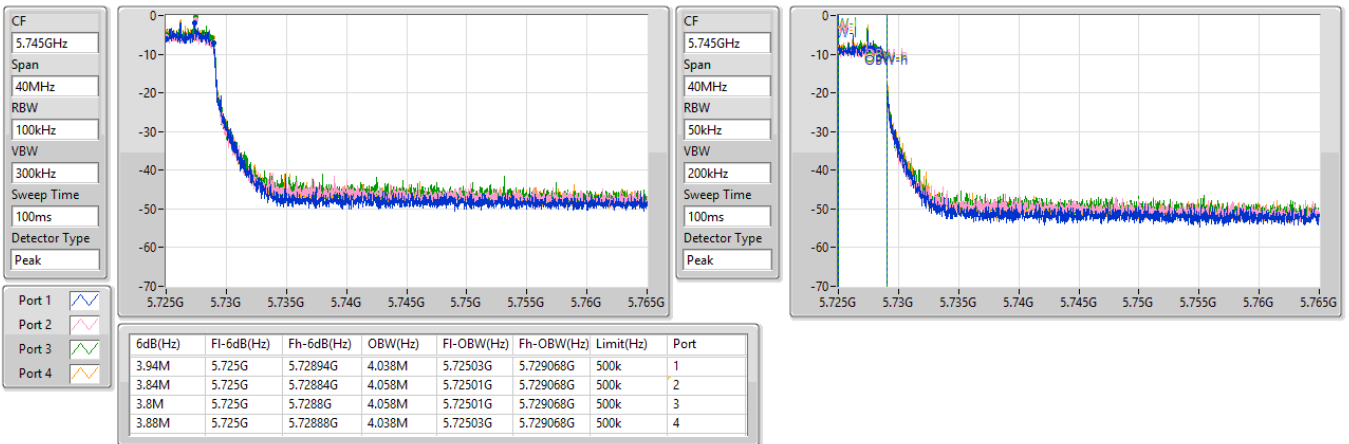 CF
5.745GHz
Span
40MHz
RBW
100kHz
VBW
300kHz
Sweep Time
100ms
Detector Type
Peak
0
-10
-20
-30
-40
-50
-60
-70
5.725G 5.73G 5.735G 5.74G 5.745G 5.75G 5.755G 5.76G 5.765G
CF
5.745GHz
Span
40MHz
RBW
50kHz
VBW
200kHz
Sweep Time
100ms
Detector Type
Peak
0
-10
-20
-30
-40
-50
-60
-70
OBW-h
5.725G 5.73G 5.735G 5.74G 5.745G 5.75G 5.755G 5.76G 5.765G
Port 1
Port 2
Port 3
Port 4
6dB(Hz) Fl-6dB(Hz) Fh-6dB(Hz) OBW(Hz) Fl-OBW(Hz) Fh-OBW(Hz) Limit(Hz) Port
3.94M 5.725G 5.72894G 4.038M 5.72503G 5.729068G 500k 1
3.84M 5.725G 5.72884G 4.058M 5.72501G 5.729068G 500k 2
3.8M 5.725G 5.7288G 4.058M 5.72501G 5.729068G 500k 3
3.88M 5.725G 5.72888G 4.038M 5.72503G 5.729068G 500k 4